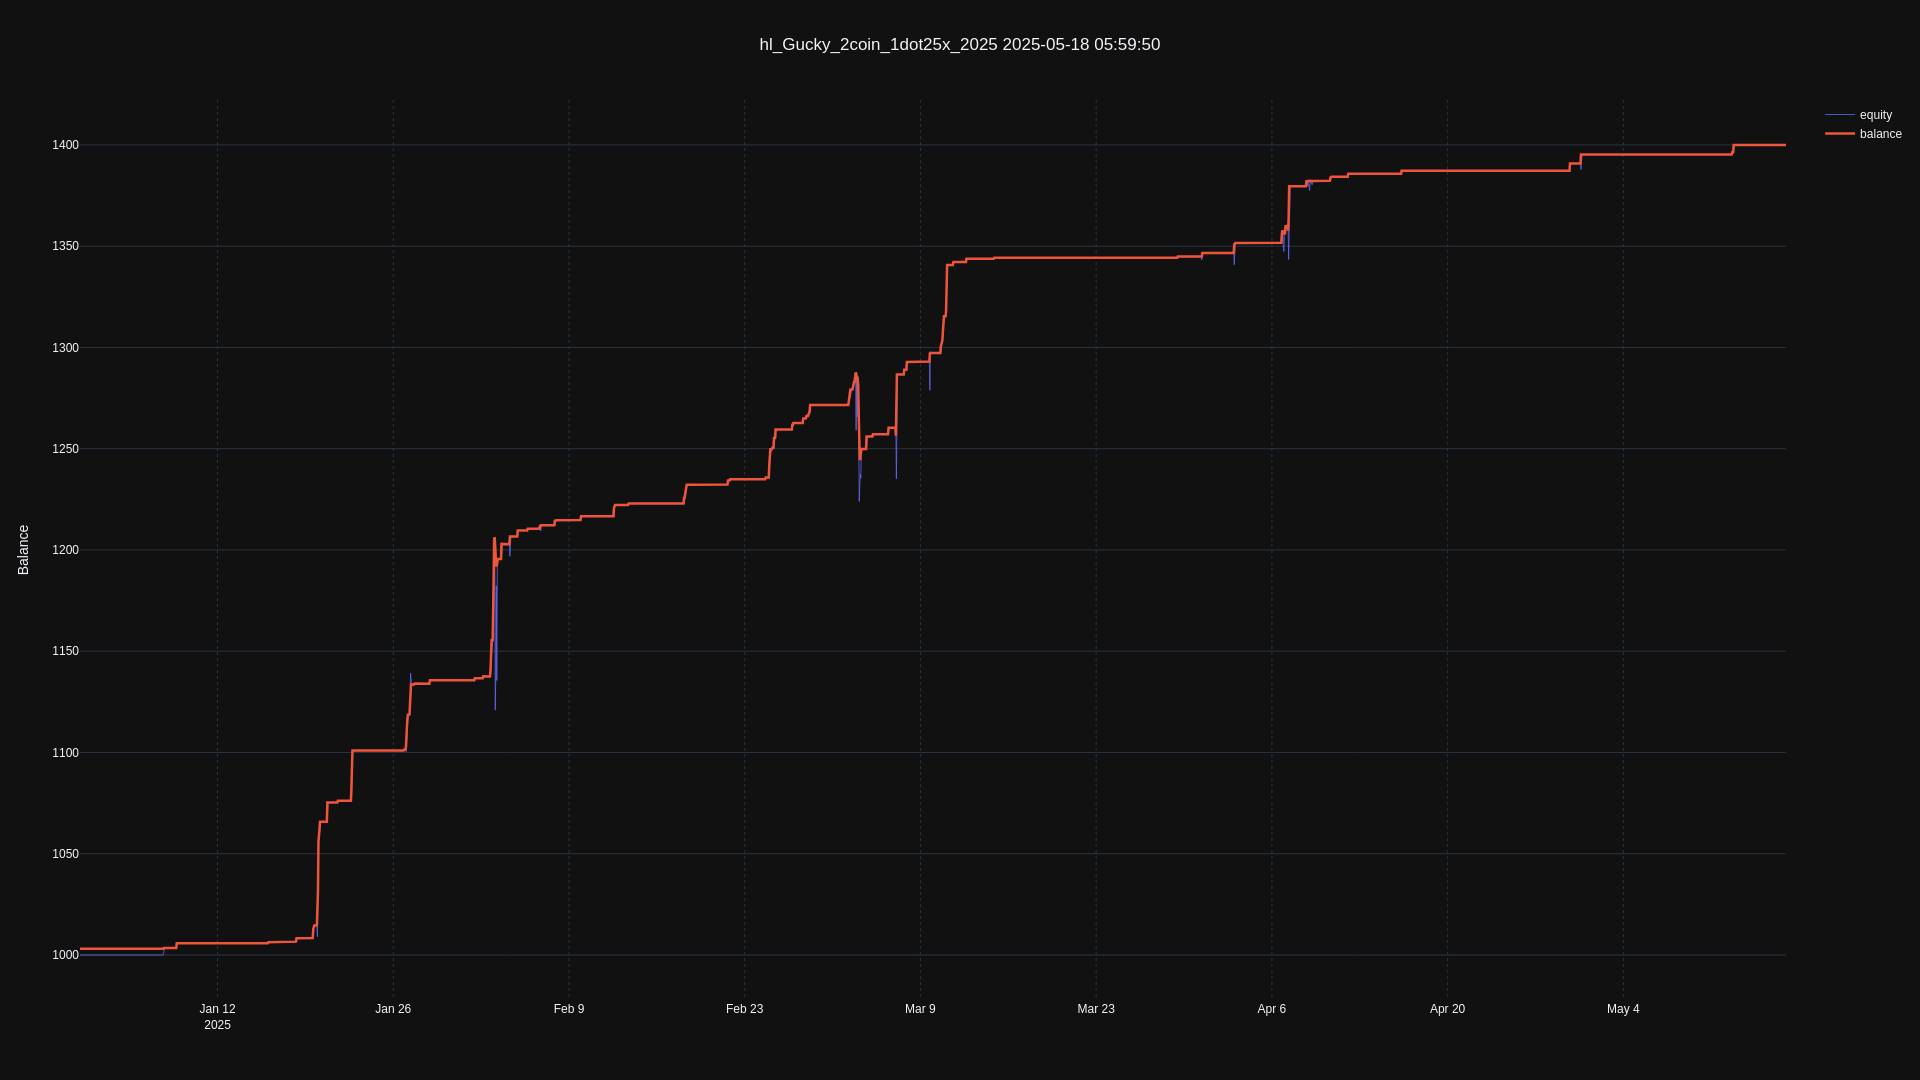 hl_Gucky_2coin_1dot25x_2025 2025-05-18 05:59:50
equity
balance
1400
1350
1300
1250
1200
1150
1100
1050
1000
Balance
Jan 12 Jan 26 Feb 9 Feb 23 Mar 9 Mar 23 Apr 6 Apr 20 May 4
2025